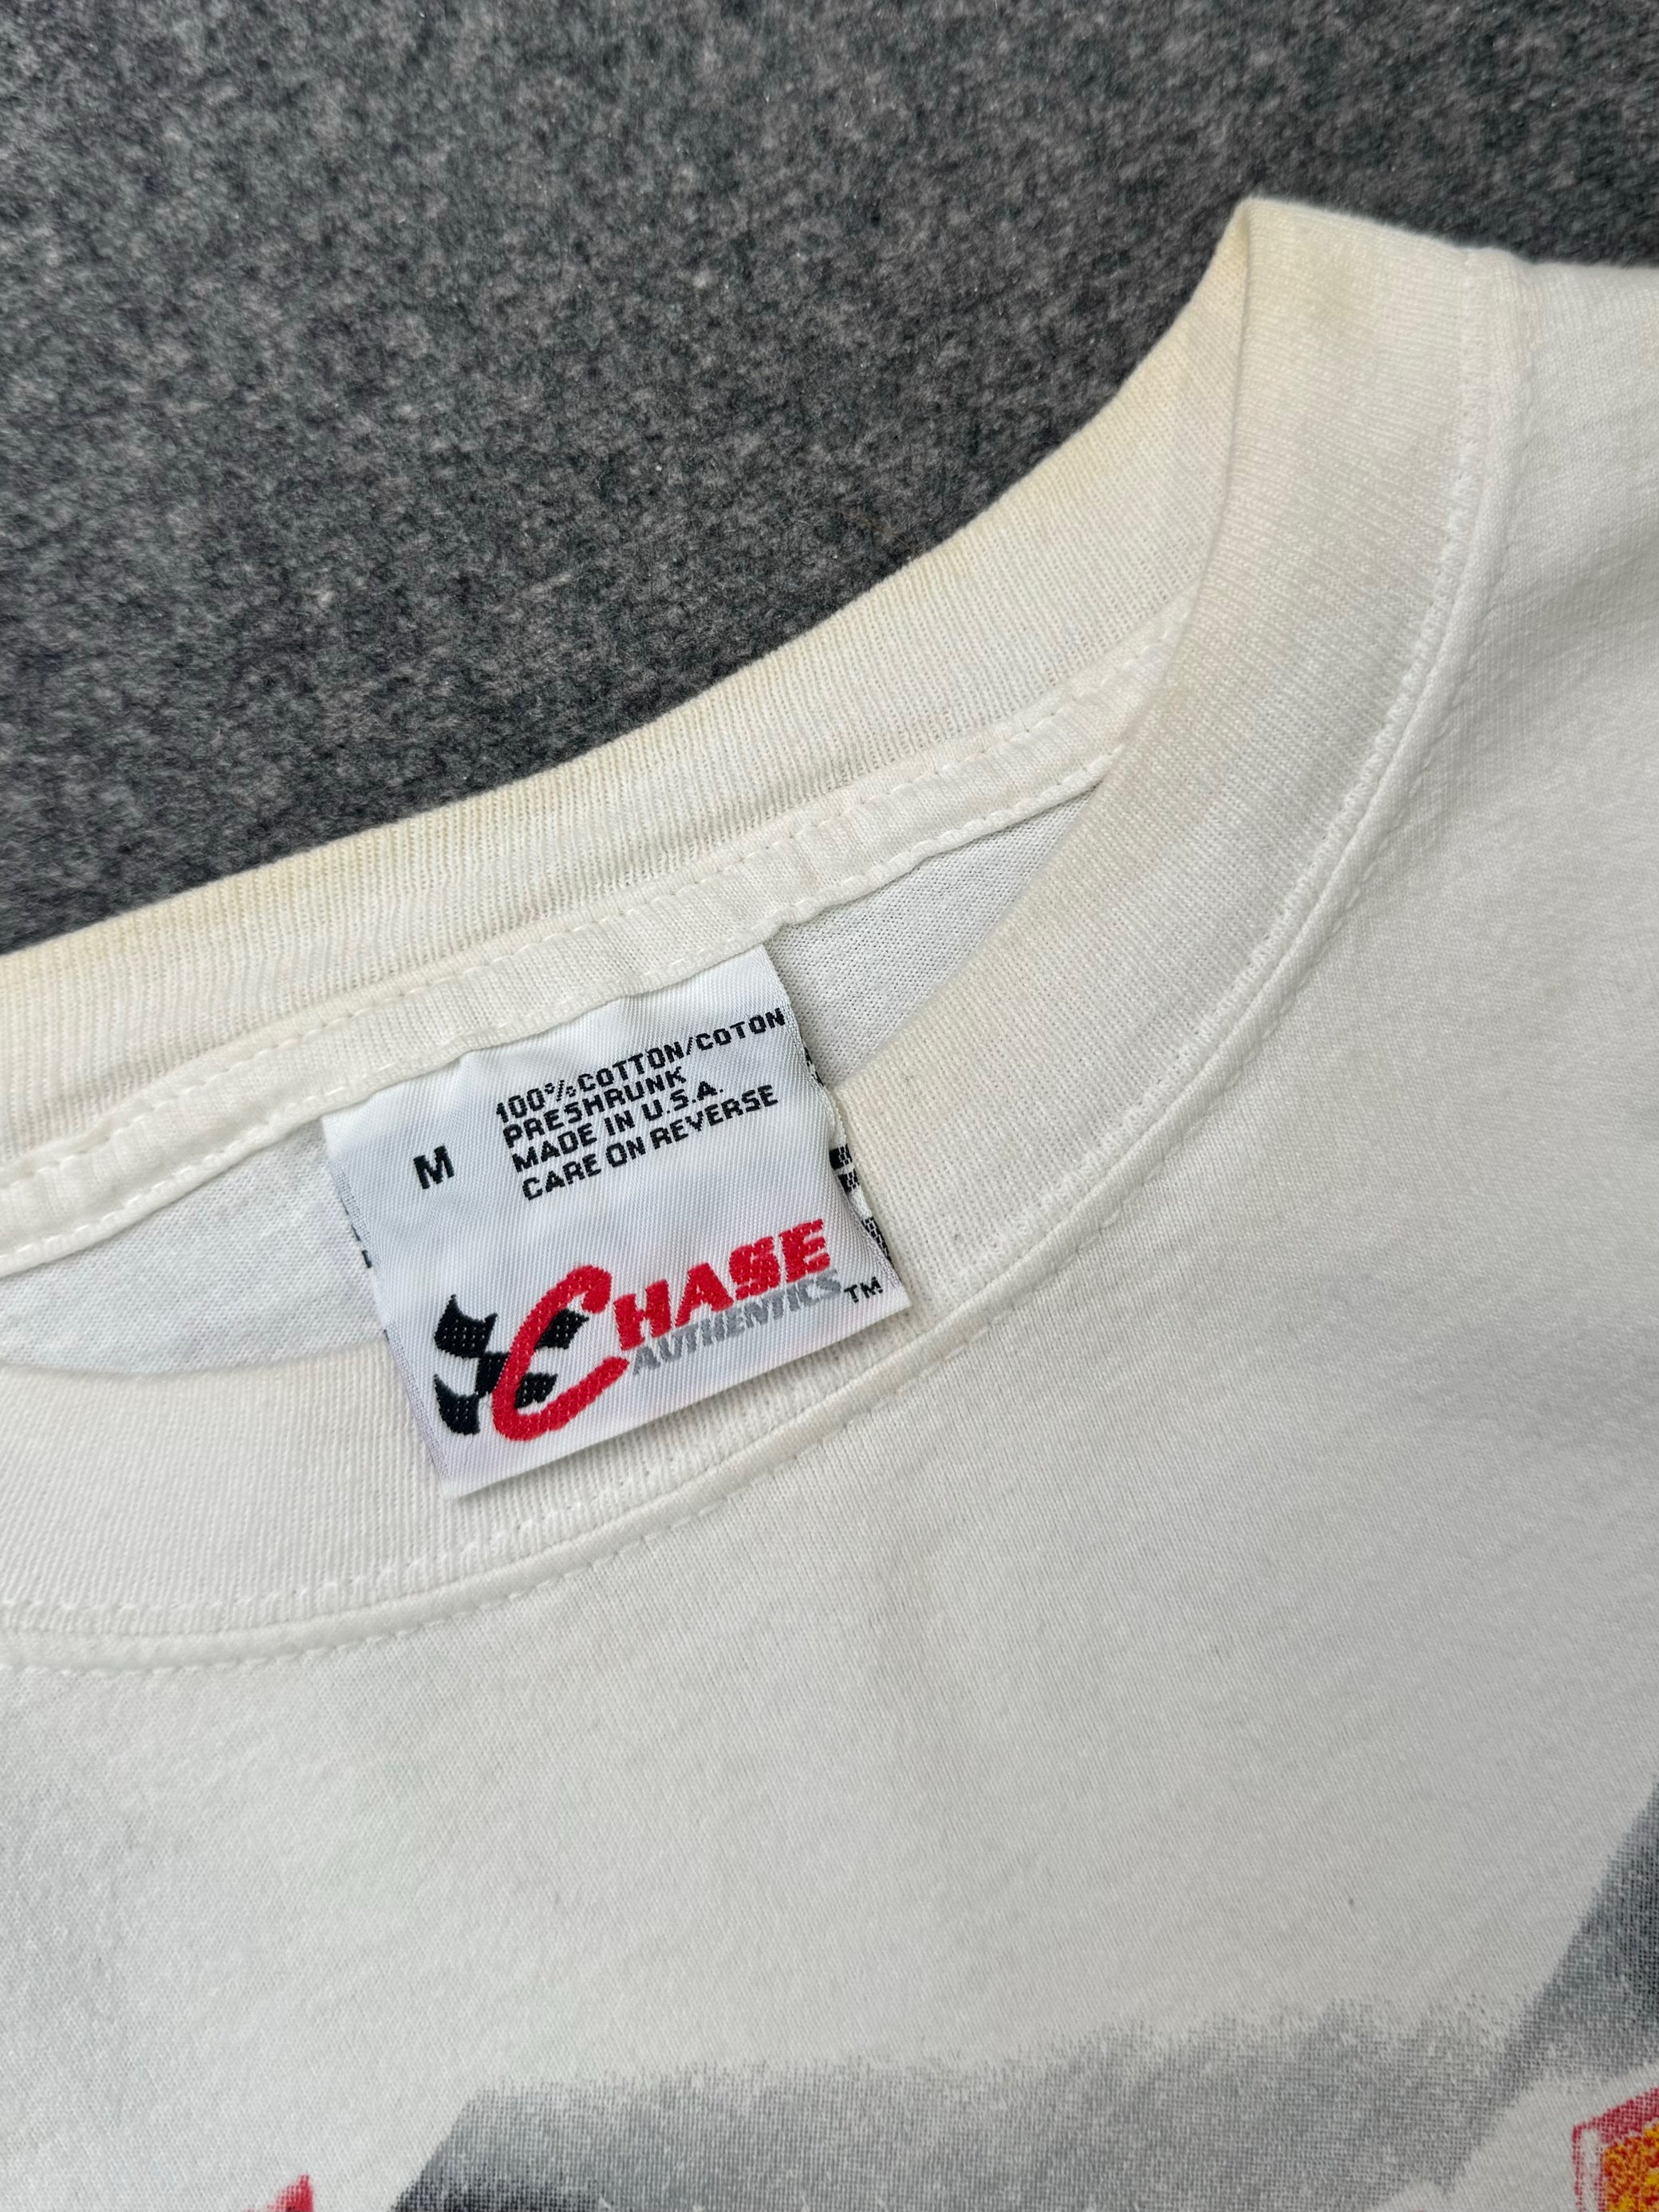 M
100% COTTON/COTON
PRESHRUNK
MADE IN U.S.A.
CARE ON REVERSE
CHASE
AUTHENTICS TM